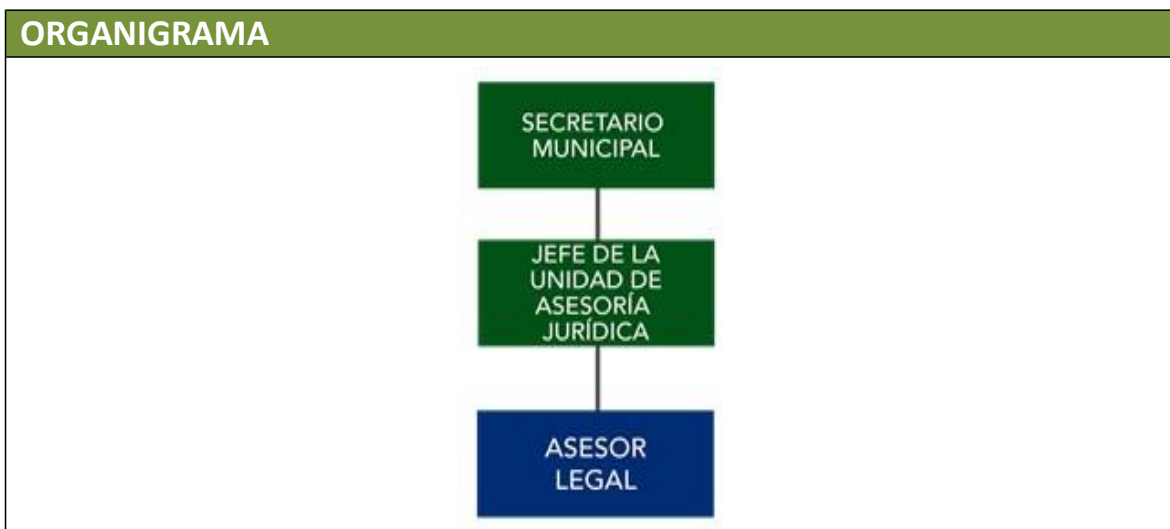 ORGANIGRAMA
SECRETARIO
MUNICIPAL
JEFE DE LA
UNIDAD DE
ASESORÍA
JURÍDICA
ASESOR
LEGAL